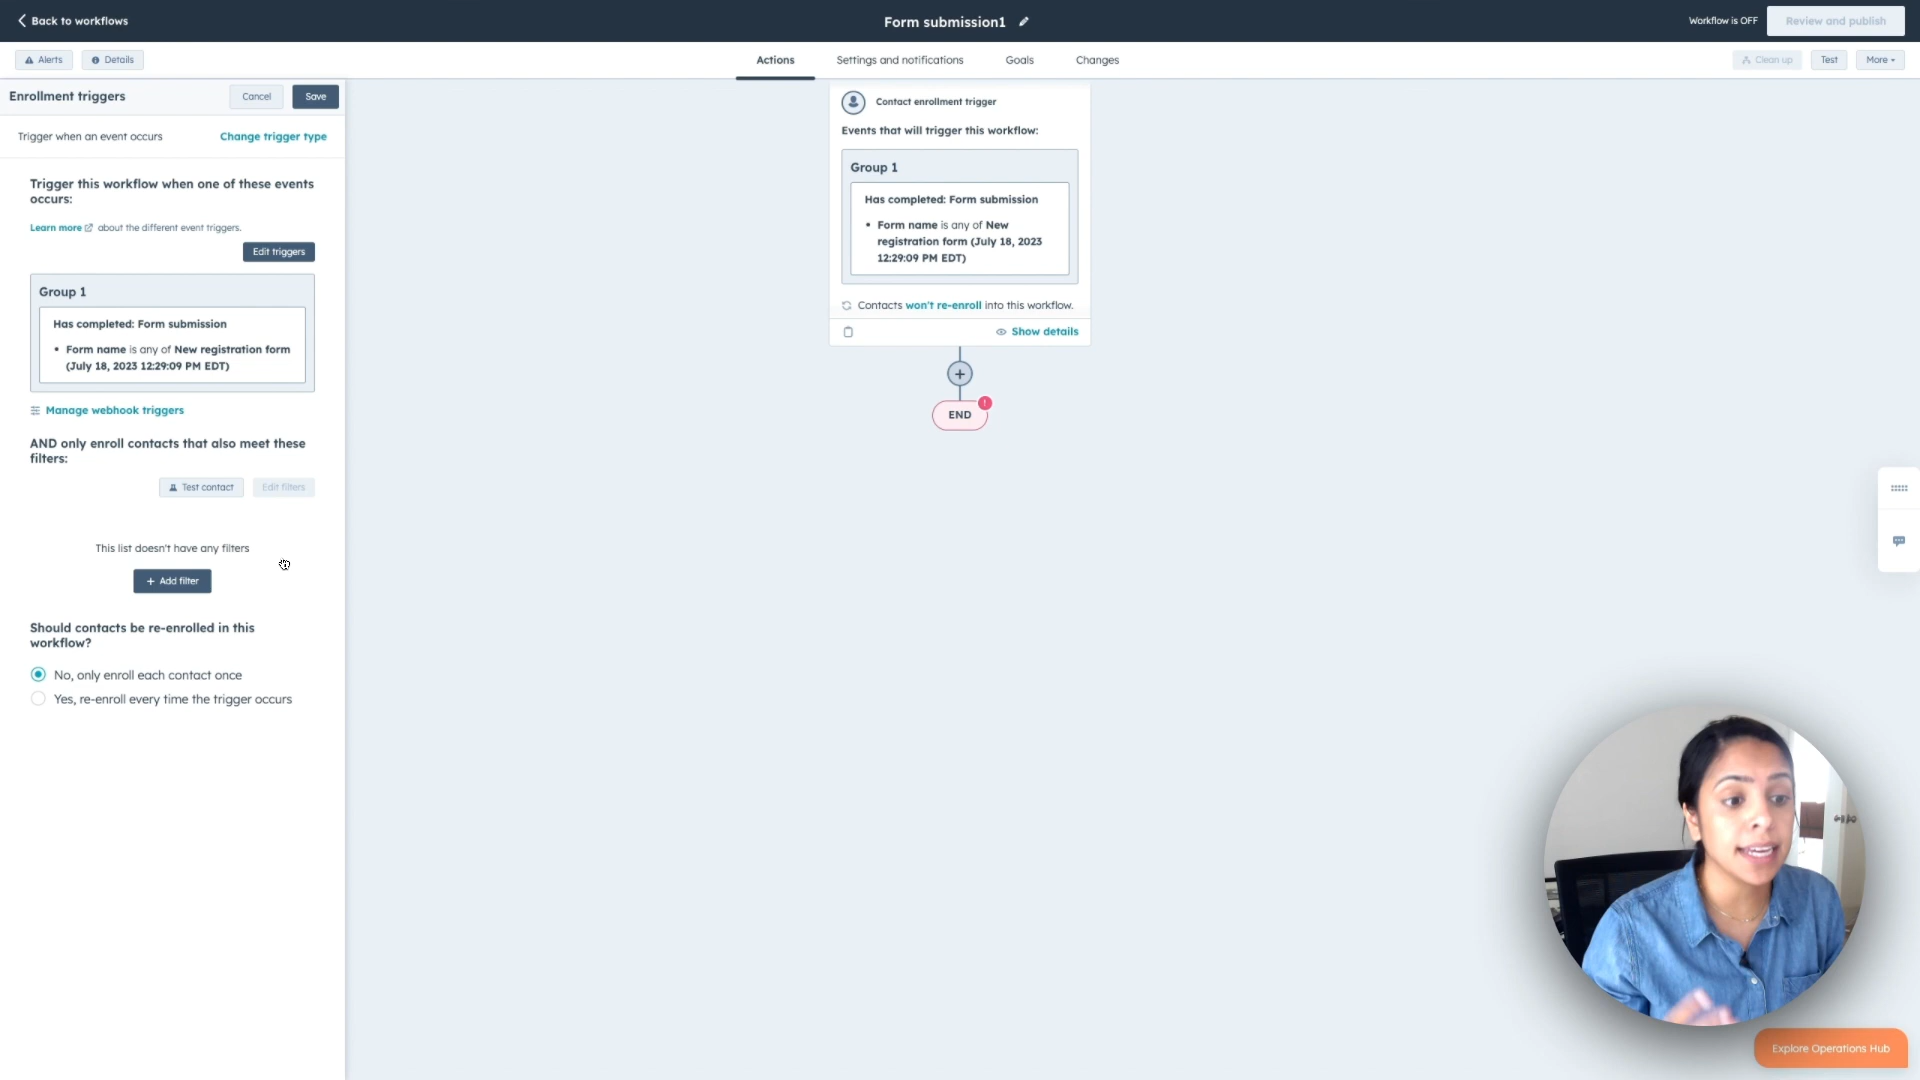 Back to workflows
Form submission1
Workflow is OFF
Review and publish
Alerts
Details
Actions
Settings and notifications
Goals
Changes
Clean up
Test
More
Enrollment triggers
Cancel
Save
Trigger when an event occurs
Change trigger type
Trigger this workflow when one of these events
occurs:
Learn more about the different event triggers.
Edit triggers
Group 1
Has completed: Form submission
• Form name is any of New registration form
(July 18, 2023 12:29:09 PM EDT)
Manage webhook triggers
AND only enroll contacts that also meet these
filters:
Test contact
Edit filters
This list doesn't have any filters
+ Add filter
Should contacts be re-enrolled in this
workflow?
No, only enroll each contact once
Yes, re-enroll every time the trigger occurs
Contact enrollment trigger
Events that will trigger this workflow:
Group 1
Has completed: Form submission
• Form name is any of New
registration form (July 18, 2023
12:29:09 PM EDT)
Contacts won't re-enroll into this workflow.
Show details
+
END
!
Explore Operations Hub